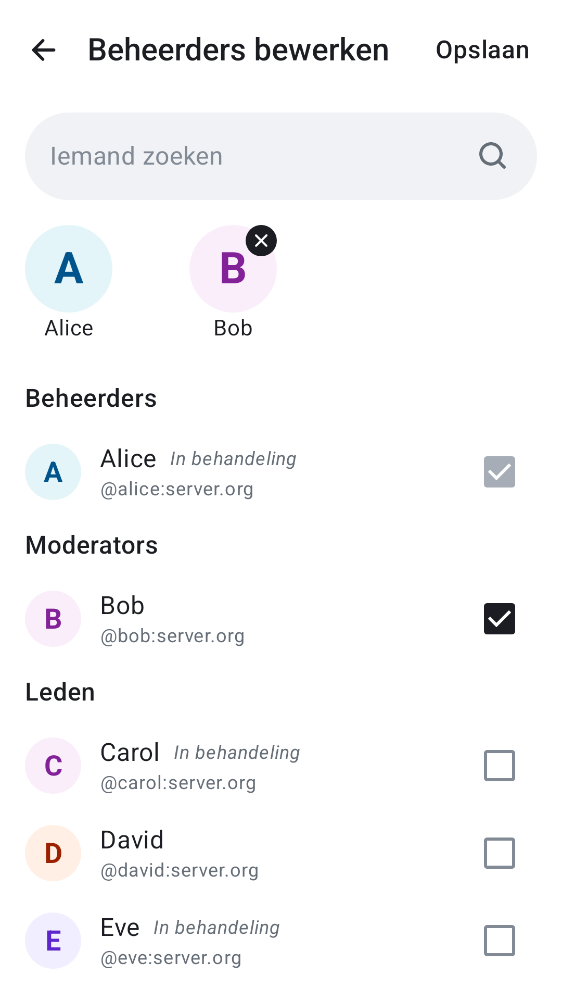 Beheerders bewerken Opslaan
Iemand zoeken
A B
Alice Bob
Beheerders
A Alice In behandeling
@alice:server.org
Moderators
B Bob
@bob:server.org
Leden
C Carol In behandeling
@carol:server.org
D David
@david:server.org
E Eve In behandeling
@eve:server.org